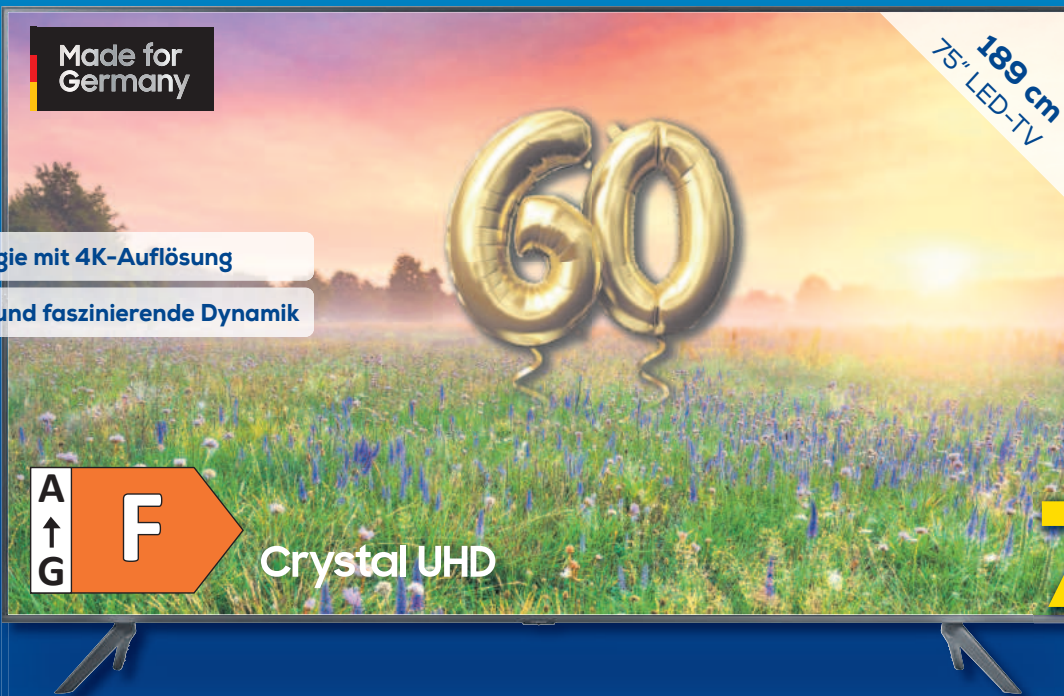 Made for
Germany
189 cm
75" LED-TV
60
gie mit 4K-Auflösung
und faszinierende Dynamik
A
F
G
Crystal UHD